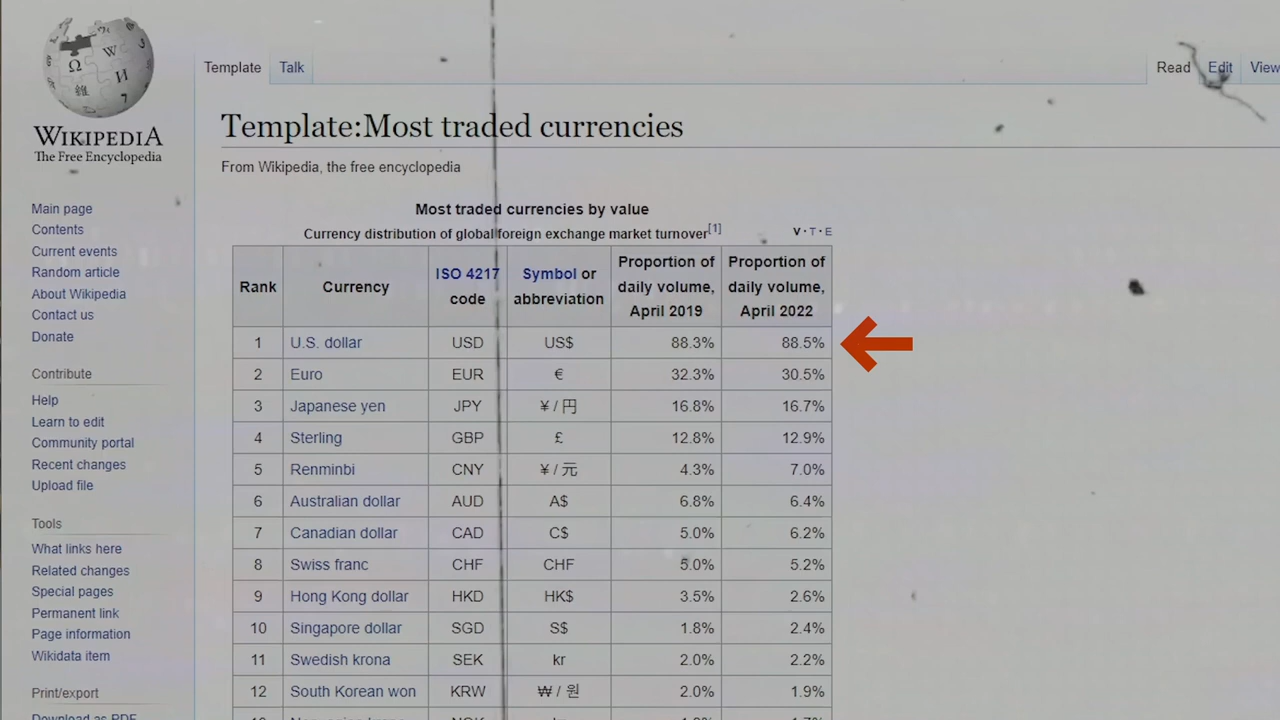 WIKIPEDIA
The Free Encyclopedia
Main page
Contents
Current events
Random article
About Wikipedia
Contact us
Donate
Contribute
Help
Learn to edit
Community portal
Recent changes
Upload file
Tools
What links here
Related changes
Special pages
Permanent link
Page information
Wikidata item
Print/export
Download as PDF
Template Talk Read Edit View
Template:Most traded currencies
From Wikipedia, the free encyclopedia
Most traded currencies by value
Currency distribution of global foreign exchange market turnover[1]
V · T · E
Rank Currency ISO 4217 code Symbol or abbreviation Proportion of daily volume, April 2019 Proportion of daily volume, April 2022
1 U.S. dollar USD US$ 88.3% 88.5%
2 Euro EUR € 32.3% 30.5%
3 Japanese yen JPY ¥ / 円 16.8% 16.7%
4 Sterling GBP £ 12.8% 12.9%
5 Renminbi CNY ¥ / 元 4.3% 7.0%
6 Australian dollar AUD A$ 6.8% 6.4%
7 Canadian dollar CAD C$ 5.0% 6.2%
8 Swiss franc CHF CHF 5.0% 5.2%
9 Hong Kong dollar HKD HK$ 3.5% 2.6%
10 Singapore dollar SGD S$ 1.8% 2.4%
11 Swedish krona SEK kr 2.0% 2.2%
12 South Korean won KRW ₩ / 원 2.0% 1.9%